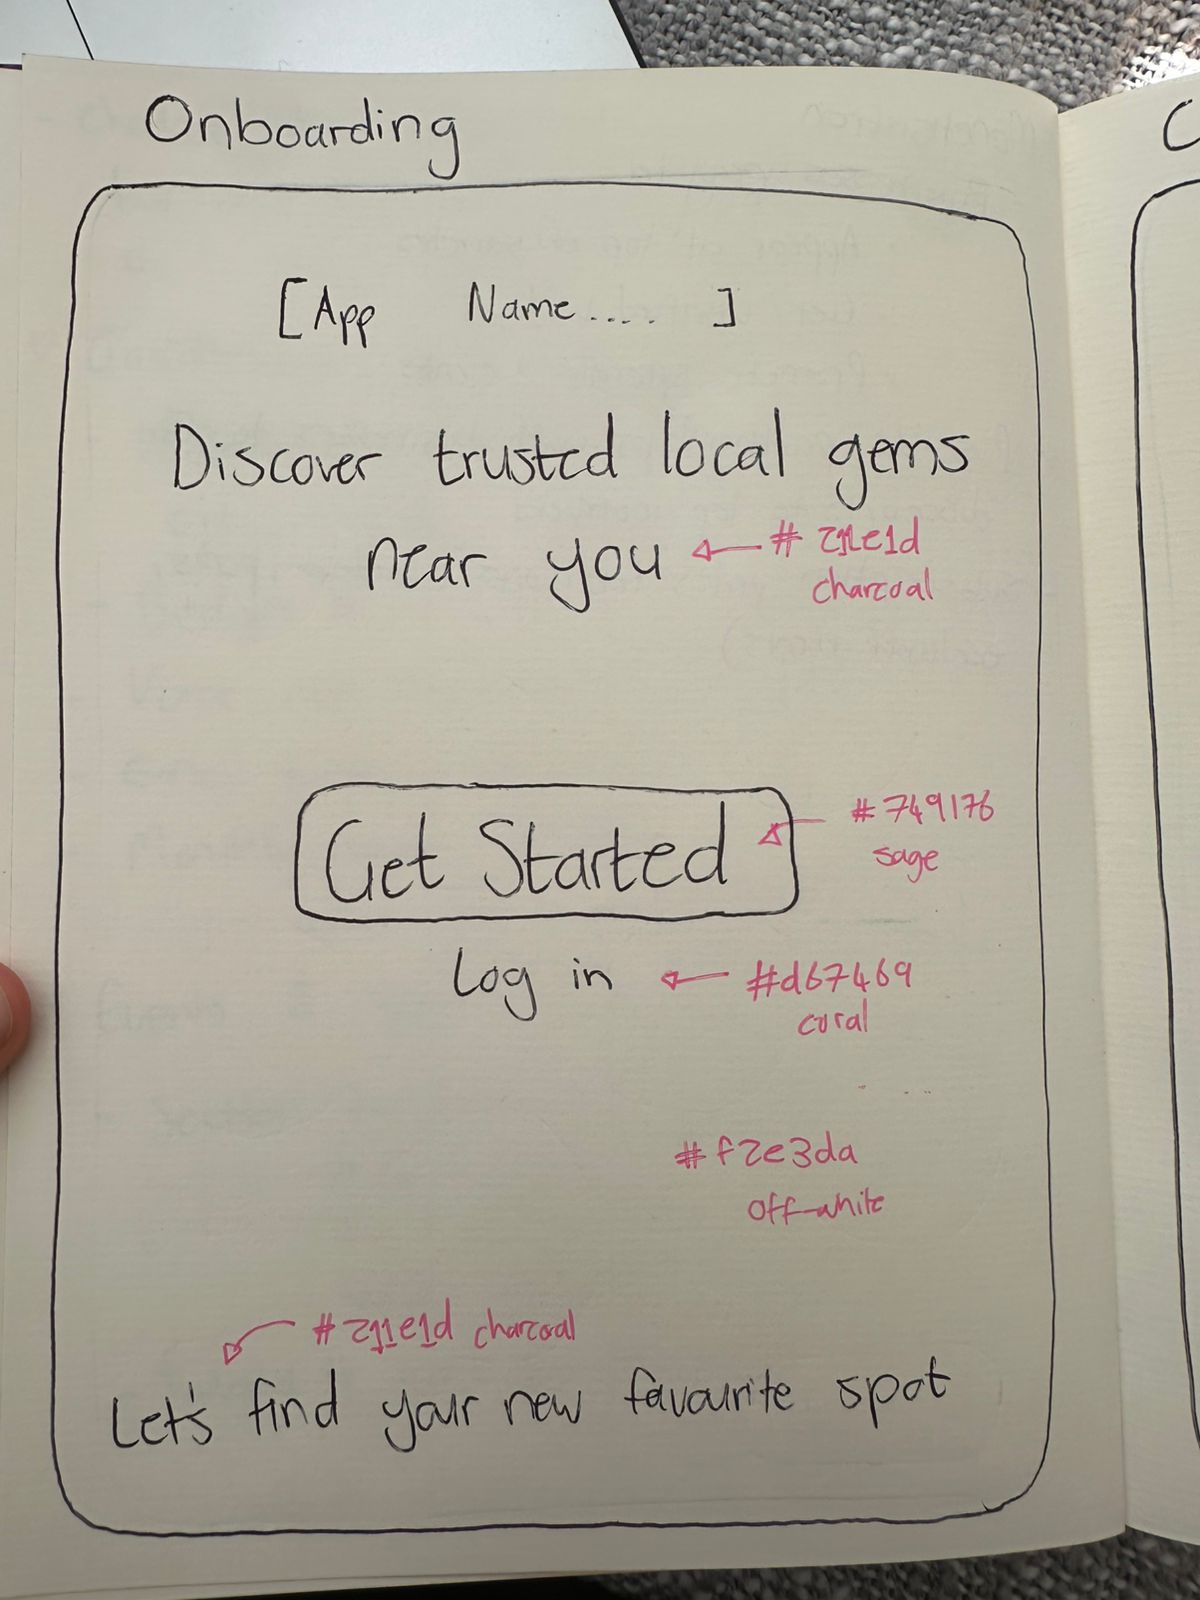 Onboarding
[App Name.... ]
Discover trusted local gems
near you
#211e1d
charcoal
Get Started
#749176
sage
Log in
#d67469
coral
#f2e3da
off-white
#211e1d charcoal
Let's find your new favourite spot